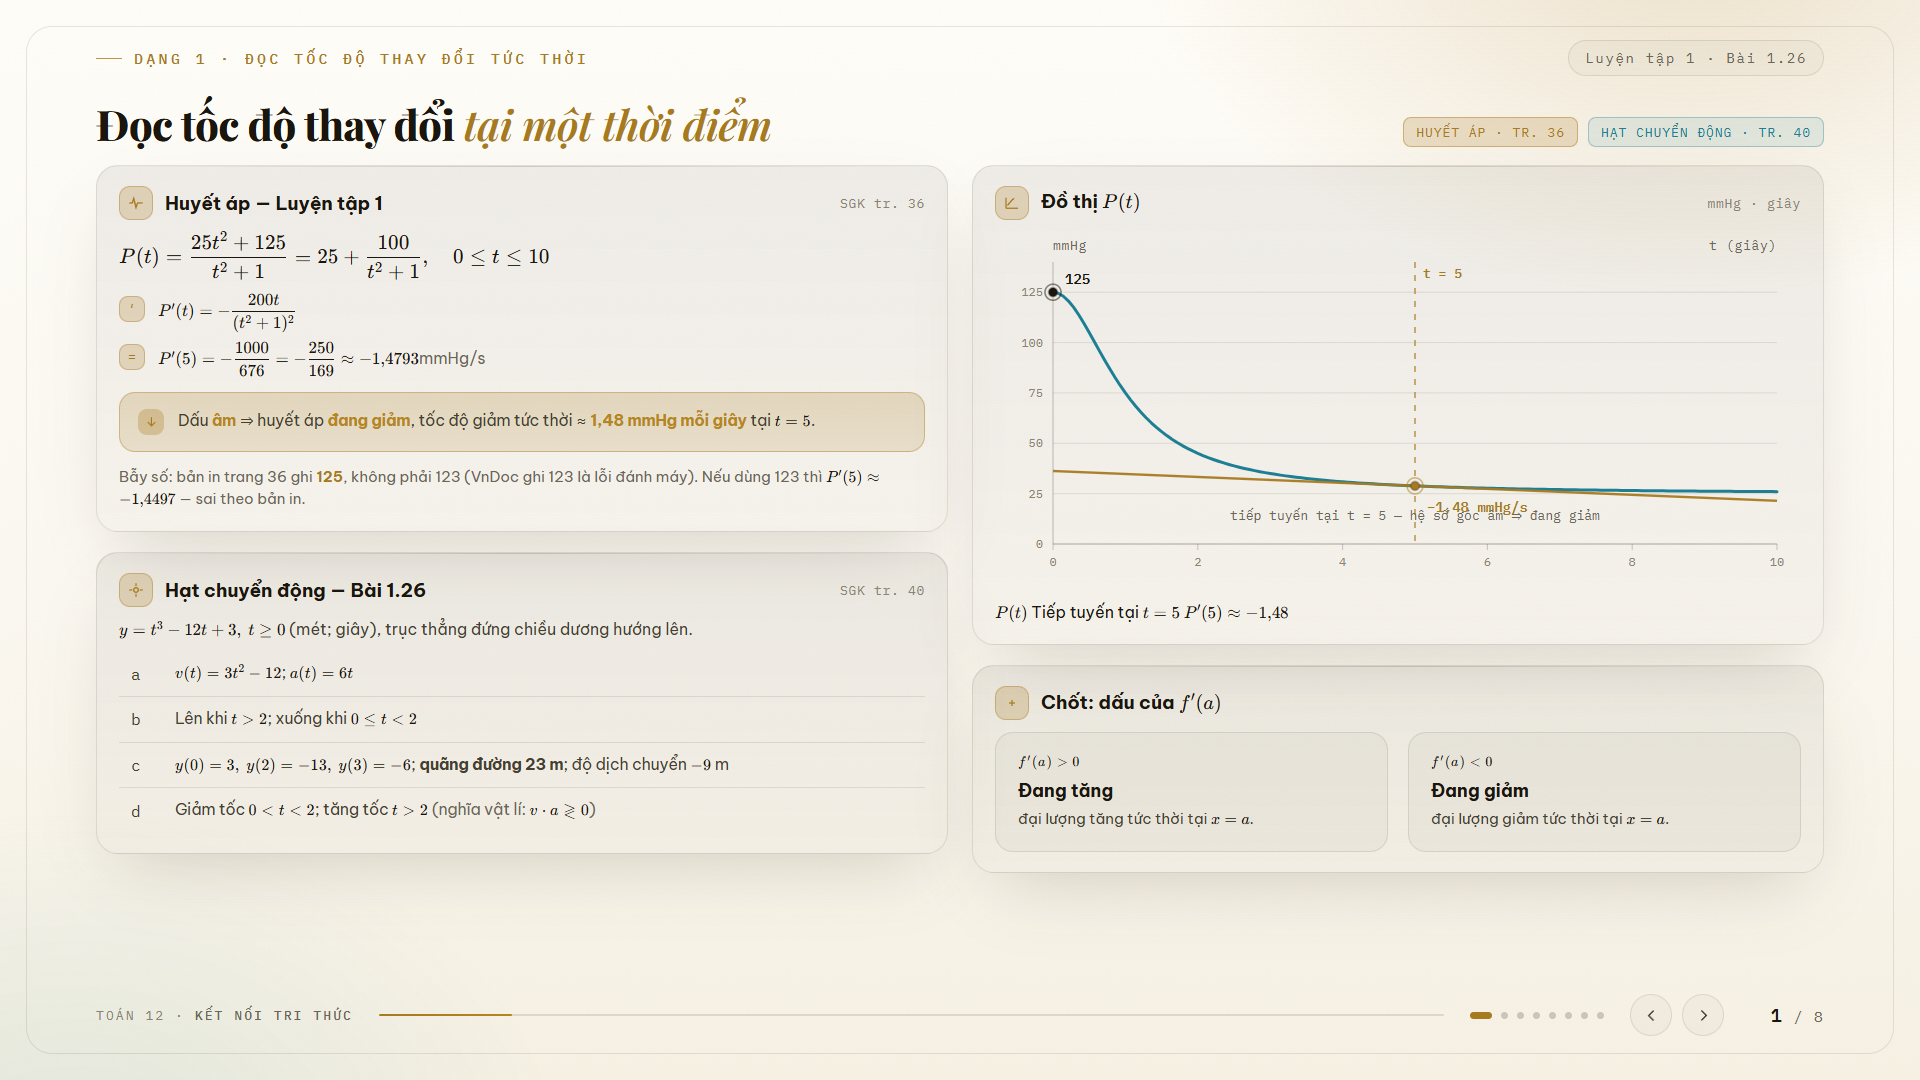 DẠNG 1 · ĐỌC TỐC ĐỘ THAY ĐỔI TỨC THỜI
Luyện tập 1 · Bài 1.26
Đọc tốc độ thay đổi tại một thời điểm
HUYẾT ÁP · TR. 36
HẠT CHUYỂN ĐỘNG · TR. 40
Huyết áp — Luyện tập 1
SGK tr. 36
P(t) = (25t² + 125)/(t² + 1) = 25 + 100/(t² + 1), 0 ≤ t ≤ 10
′ P′(t) = −200t/(t² + 1)²
= P′(5) = −1000/676 = −250/169 ≈ −1,4793mmHg/s
↓ Dấu âm ⇒ huyết áp đang giảm, tốc độ giảm tức thời ≈ 1,48 mmHg mỗi giây tại t = 5.
Bẫy số: bản in trang 36 ghi 125, không phải 123 (VnDoc ghi 123 là lỗi đánh máy). Nếu dùng 123 thì P′(5) ≈
−1,4497 — sai theo bản in.
Hạt chuyển động — Bài 1.26
SGK tr. 40
y = t³ − 12t + 3, t ≥ 0 (mét; giây), trục thẳng đứng chiều dương hướng lên.
a v(t) = 3t² − 12; a(t) = 6t
b Lên khi t > 2; xuống khi 0 ≤ t < 2
c y(0) = 3, y(2) = −13, y(3) = −6; quãng đường 23 m; độ dịch chuyển −9 m
d Giảm tốc 0 < t < 2; tăng tốc t > 2 (nghĩa vật lí: v · a ≷ 0)
Đồ thị P(t)
mmHg · giây
mmHg
t (giây)
125
t = 5
125
100
75
50
25
0
−1,48 mmHg/s
tiếp tuyến tại t = 5 — hệ số góc âm ⇒ đang giảm
0 2 4 6 8 10
P(t) Tiếp tuyến tại t = 5 P′(5) ≈ −1,48
+ Chốt: dấu của f′(a)
f′(a) > 0
Đang tăng
đại lượng tăng tức thời tại x = a.
f′(a) < 0
Đang giảm
đại lượng giảm tức thời tại x = a.
TOÁN 12 · KẾT NỐI TRI THỨC
1 / 8